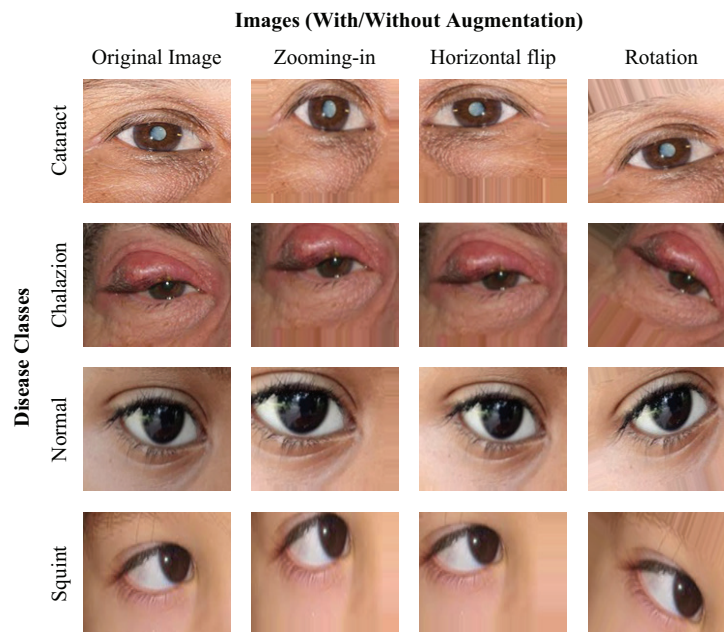 Images (With/Without Augmentation)
Original Image Zooming-in Horizontal flip Rotation
Disease Classes
Cataract
Chalazion
Normal
Squint